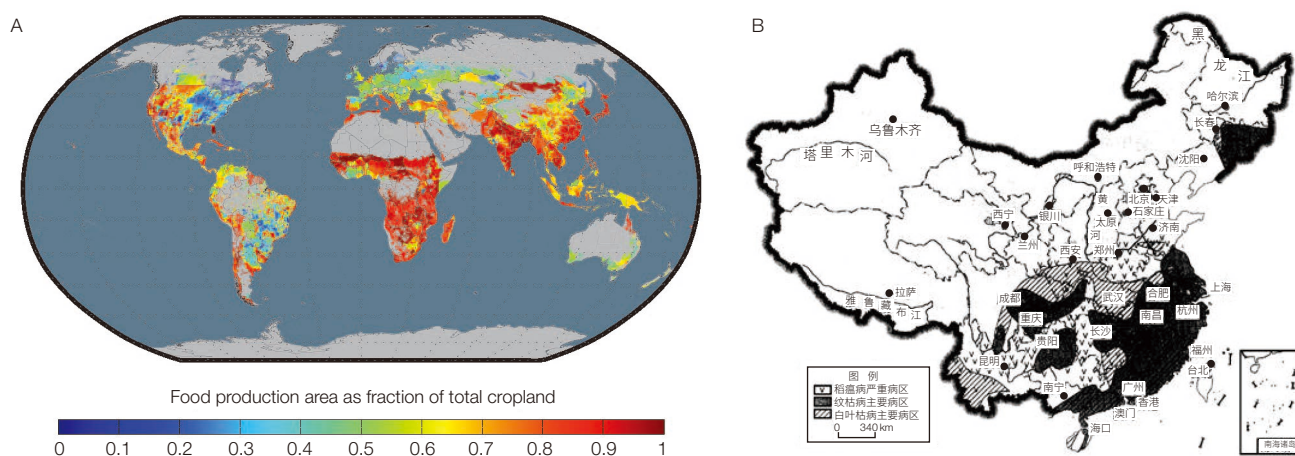 A
Food production area as fraction of total cropland
0 0.1 0.2 0.3 0.4 0.5 0.6 0.7 0.8 0.9 1
B
黑
龙
江
哈尔滨
长春
乌鲁木齐
沈阳
塔里木河
呼和浩特
北京
天津
黄
银川
石家庄
太原
西宁
济南
河
兰州
西安
郑州
拉萨
成都
武汉
合肥
上海
雅鲁藏布江
重庆
南昌
杭州
长沙
贵阳
福州
昆明
台北
南宁
广州
香港
澳门
海口
图 例
稻瘟病严重病区
纹枯病主要病区
白叶枯病主要病区
0 340 km
南海诸岛